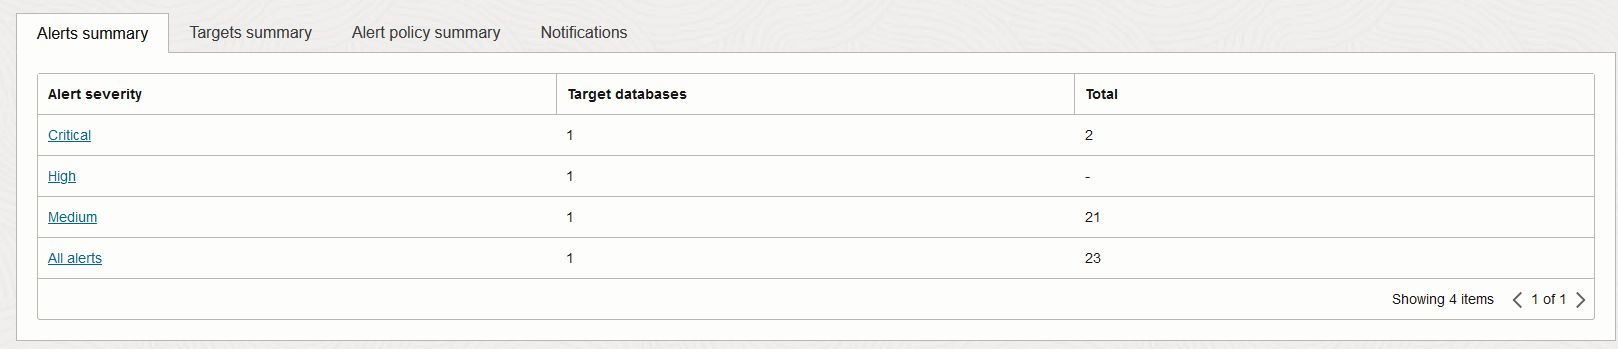 Alerts summary Targets summary Alert policy summary Notifications
Alert severity Target databases Total
Critical 1 2
High 1 -
Medium 1 21
All alerts 1 23
Showing 4 items 1 of 1